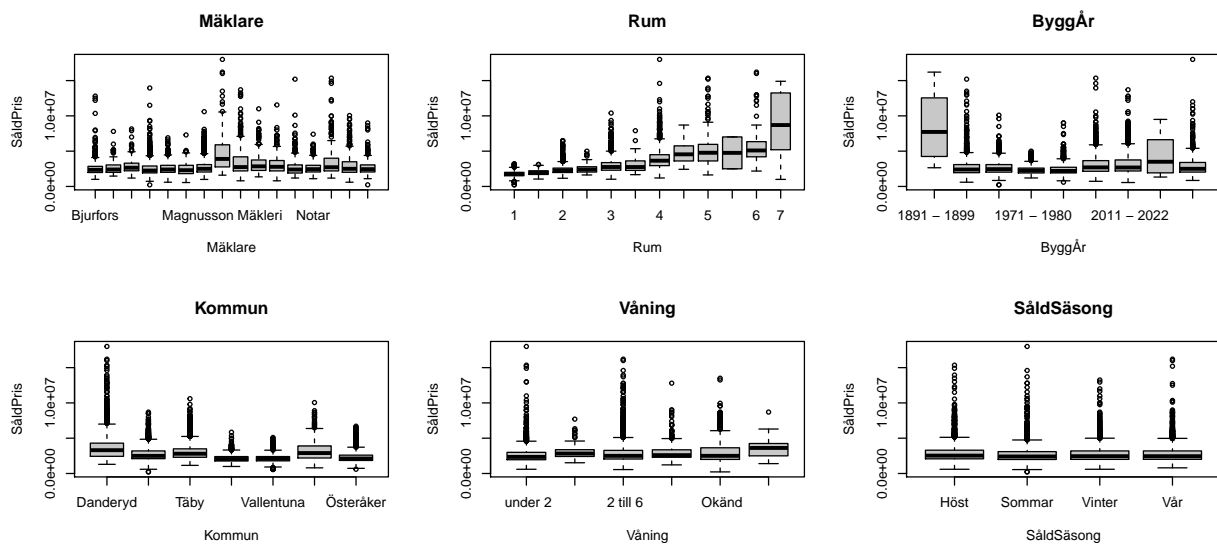 Mäklare
SåldPris
0.0e+00 1.0e+07
Bjurfors Magnusson Mäkleri Notar
Mäklare
Rum
SåldPris
0.0e+00 1.0e+07
1 2 3 4 5 6 7
Rum
ByggÅr
SåldPris
0.0e+00 1.0e+07
1891 − 1899 1971 − 1980 2011 − 2022
ByggÅr
Kommun
SåldPris
0.0e+00 1.0e+07
Danderyd Täby Vallentuna Österåker
Kommun
Våning
SåldPris
0.0e+00 1.0e+07
under 2 2 till 6 Okänd
Våning
SåldSäsong
SåldPris
0.0e+00 1.0e+07
Höst Sommar Vinter Vår
SåldSäsong